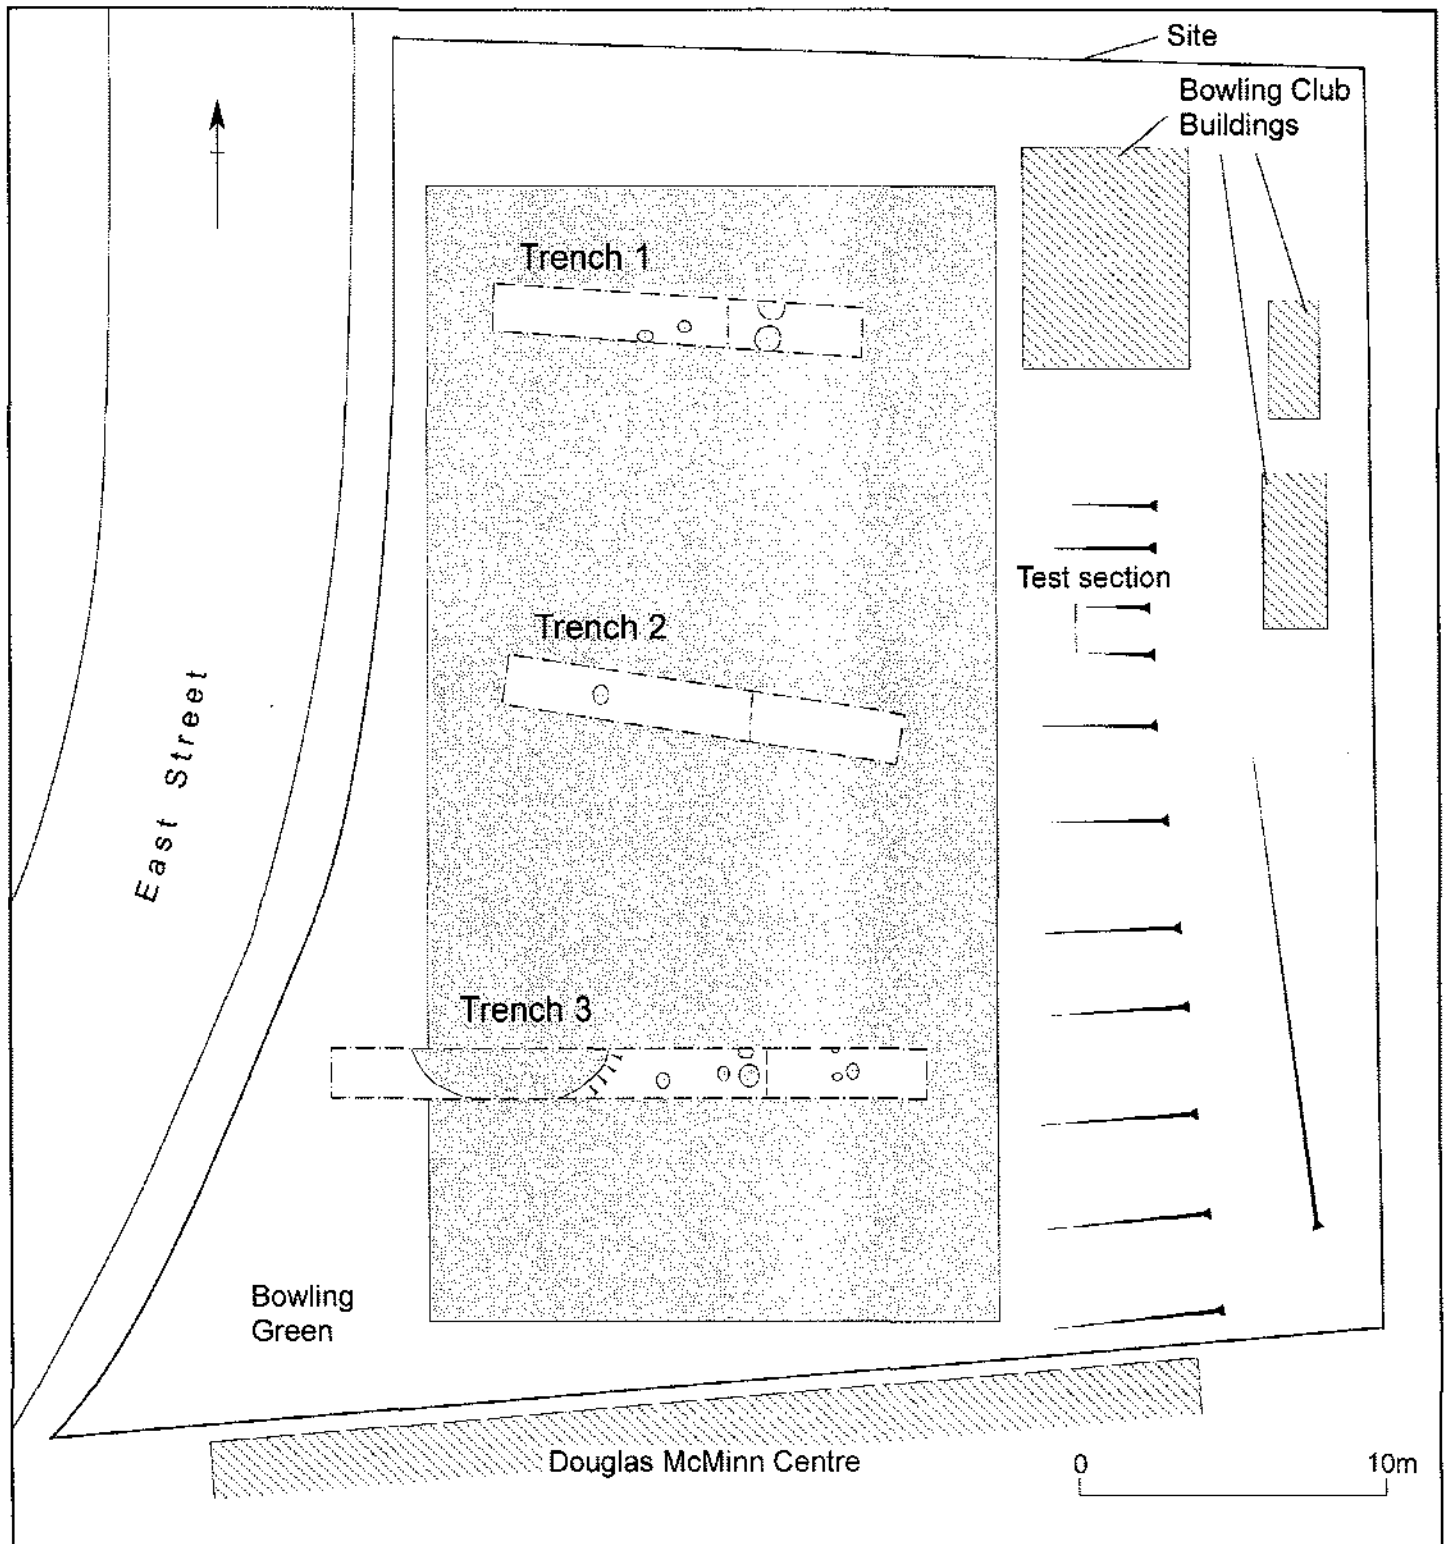 Site
Bowling Club
Buildings
Trench 1
Test section
Trench 2
East Street
Trench 3
Bowling
Green
Douglas McMinn Centre
0 10m